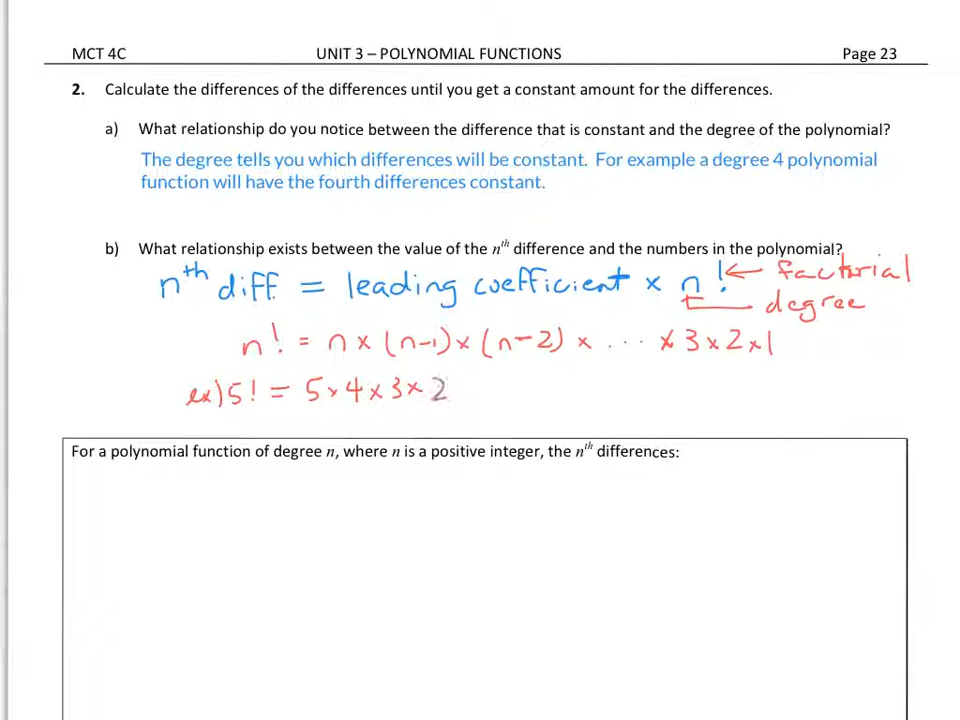 MCT 4C UNIT 3 – POLYNOMIAL FUNCTIONS Page 23
2. Calculate the differences of the differences until you get a constant amount for the differences.
a) What relationship do you notice between the difference that is constant and the degree of the polynomial?
The degree tells you which differences will be constant. For example a degree 4 polynomial
function will have the fourth differences constant.
b) What relationship exists between the value of the nth difference and the numbers in the polynomial?
nth diff. = leading coefficient × n! ← factorial
degree
n! = n × (n-1) × (n-2) × ... × 3 × 2 × 1
ex) 5! = 5 × 4 × 3 × 2
For a polynomial function of degree n, where n is a positive integer, the nth differences: